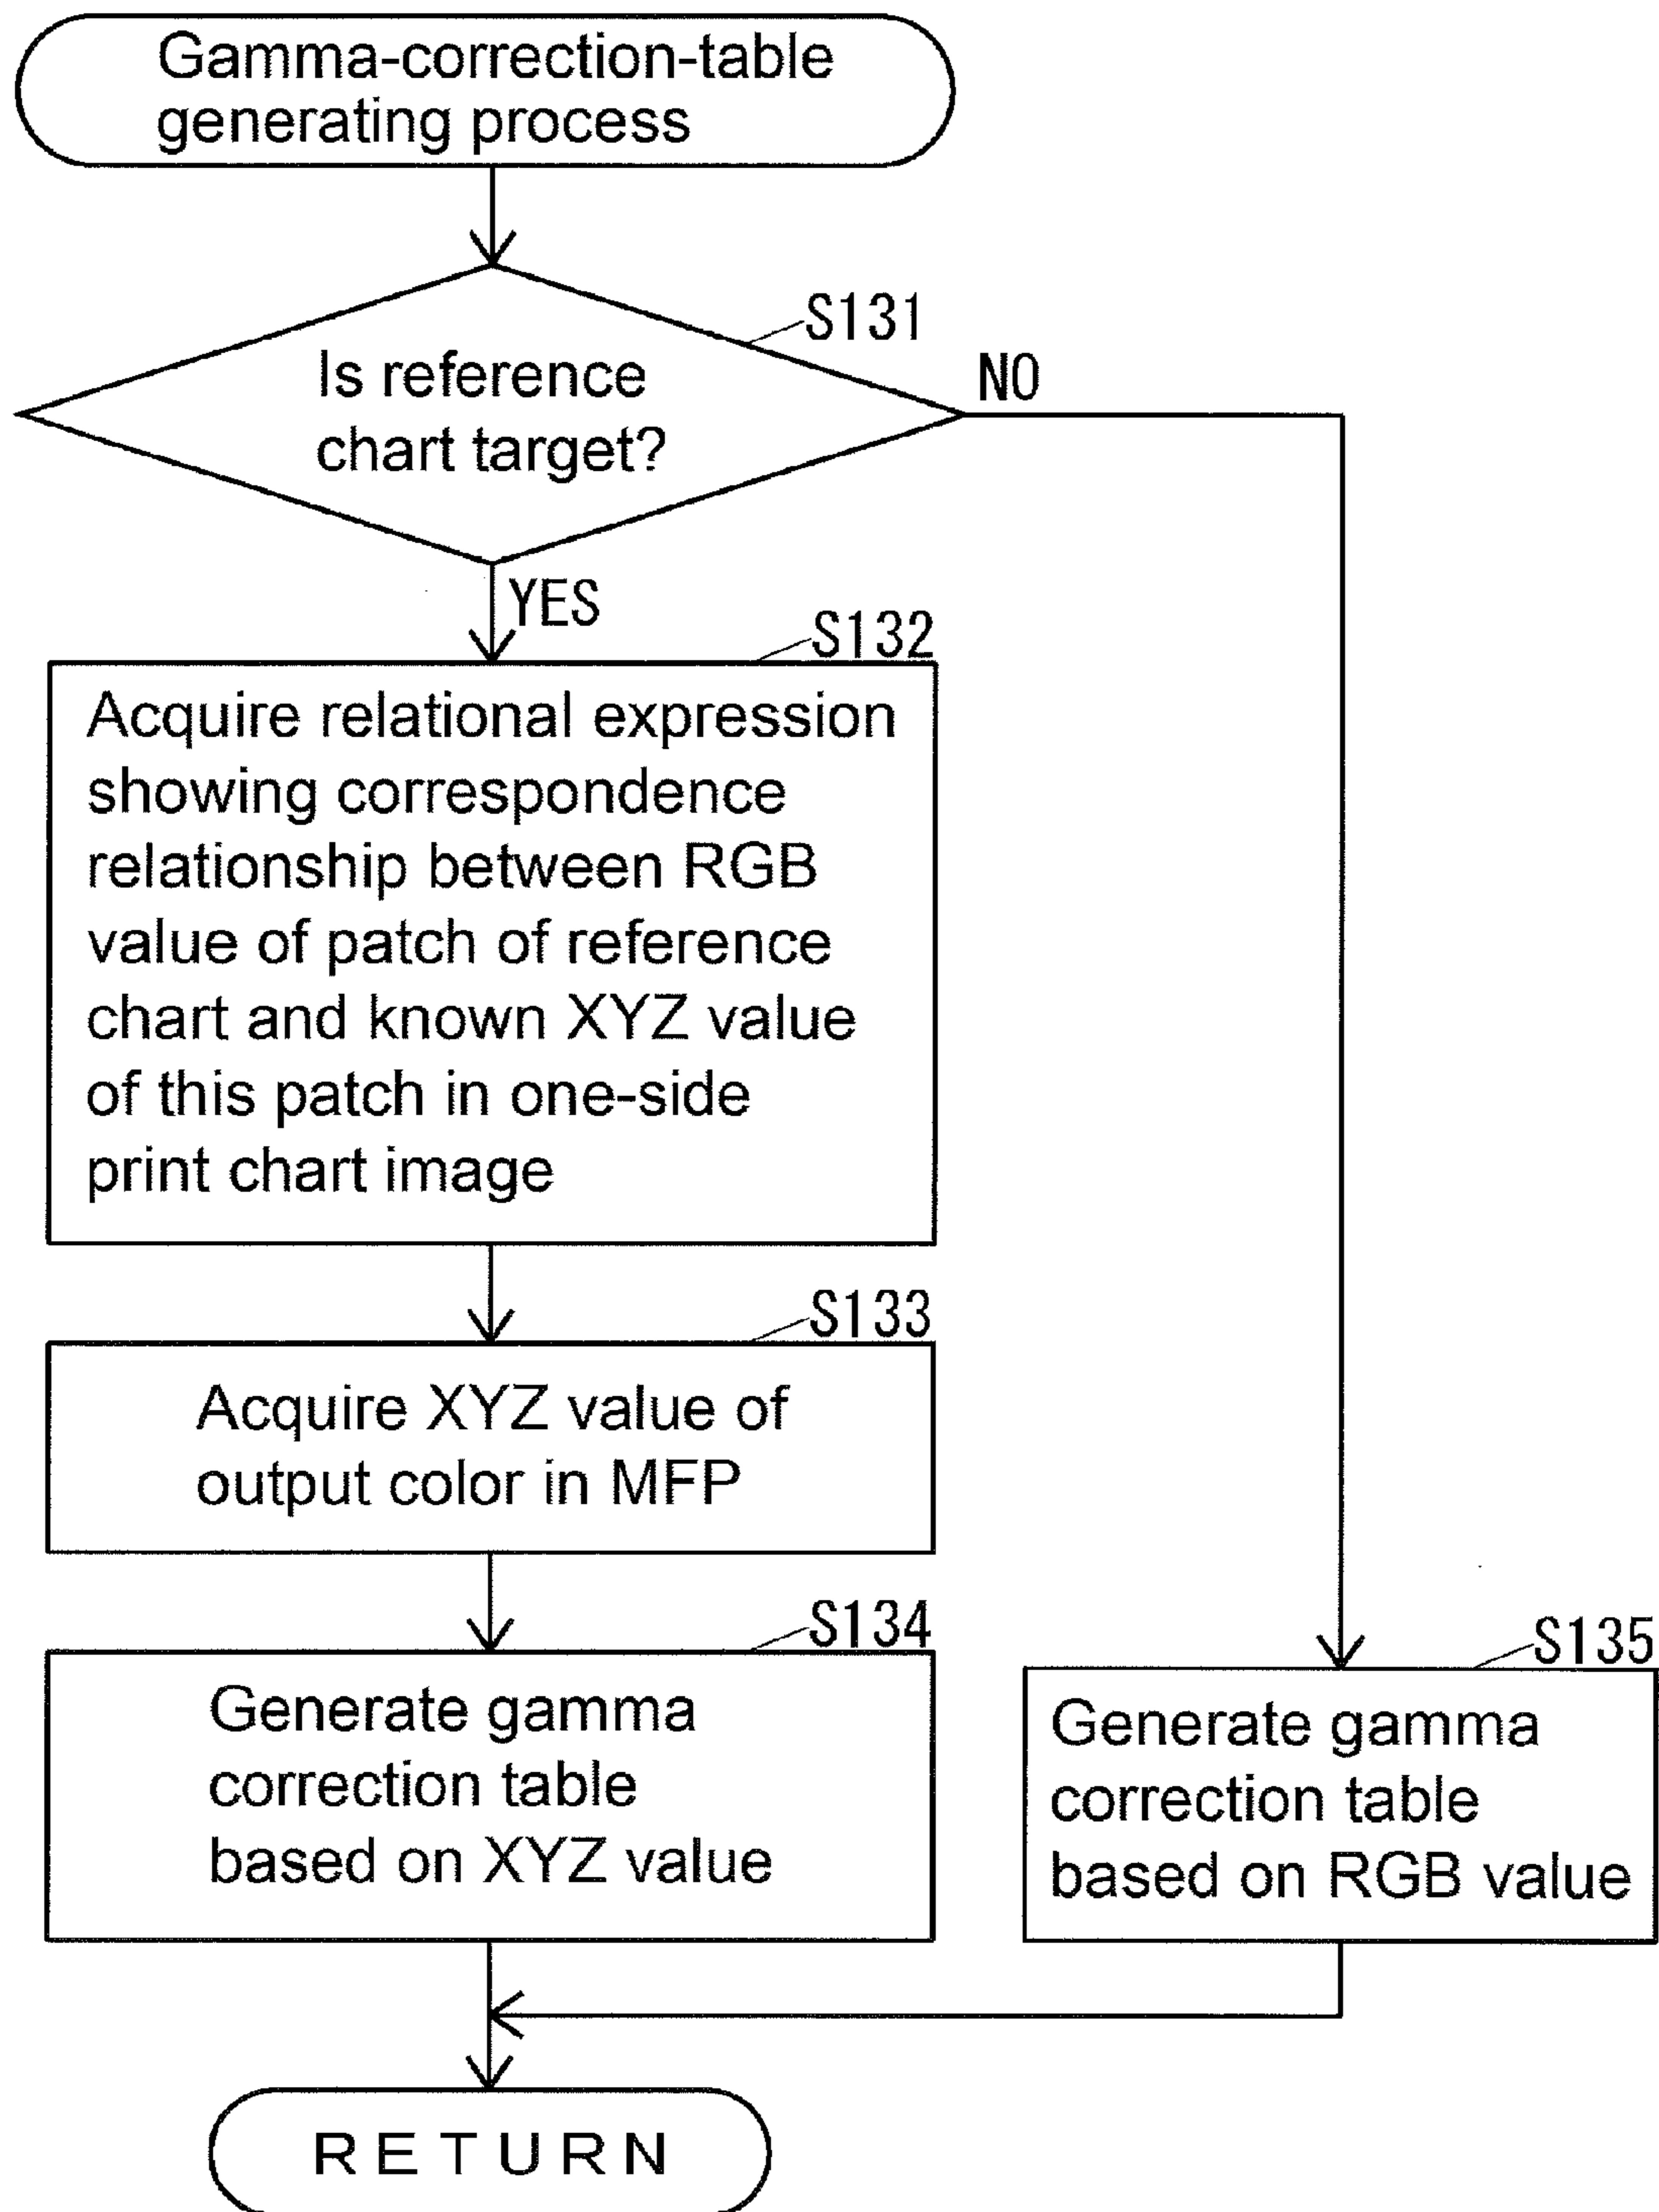 Gamma-correction-table
generating process
S131
Is reference
chart target?
NO
YES
S132
Acquire relational expression
showing correspondence
relationship between RGB
value of patch of reference
chart and known XYZ value
of this patch in one-side
print chart image
S133
Acquire XYZ value of
output color in MFP
S134
Generate gamma
correction table
based on XYZ value
S135
Generate gamma
correction table
based on RGB value
RETURN